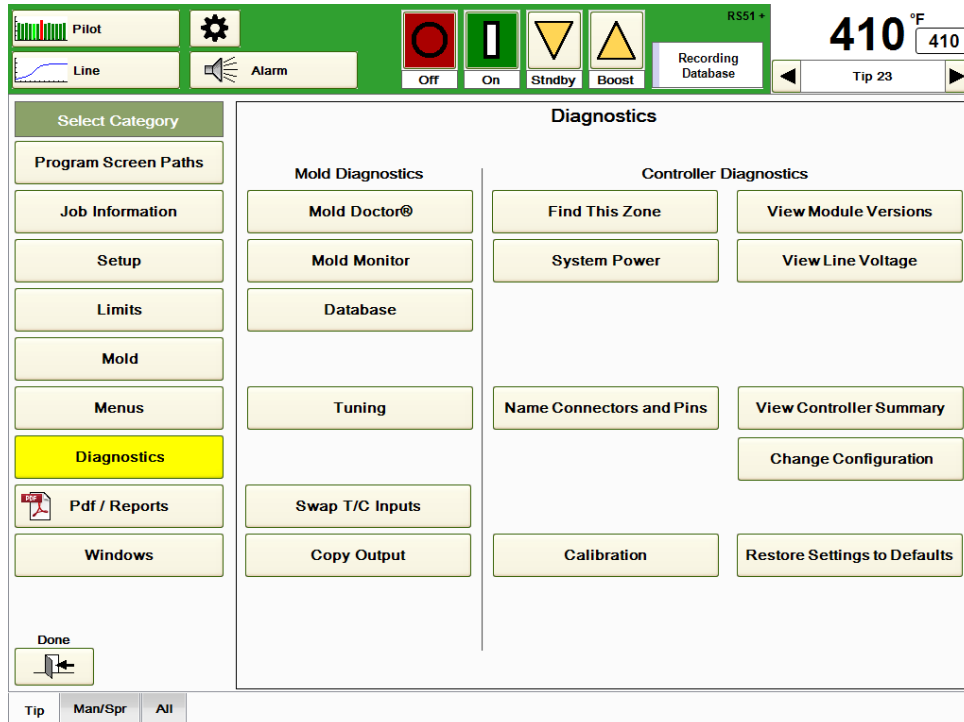 Pilot
Line
Alarm
Off
On
Stndby
Boost
RS51 +
Recording
Database
410 °F
410
Tip 23
Select Category
Program Screen Paths
Job Information
Setup
Limits
Mold
Menus
Diagnostics
PDF
Pdf / Reports
Windows
Done
Diagnostics
Mold Diagnostics
Mold Doctor®
Mold Monitor
Database
Tuning
Swap T/C Inputs
Copy Output
Controller Diagnostics
Find This Zone
View Module Versions
System Power
View Line Voltage
Name Connectors and Pins
View Controller Summary
Change Configuration
Calibration
Restore Settings to Defaults
Tip
Man/Spr
All